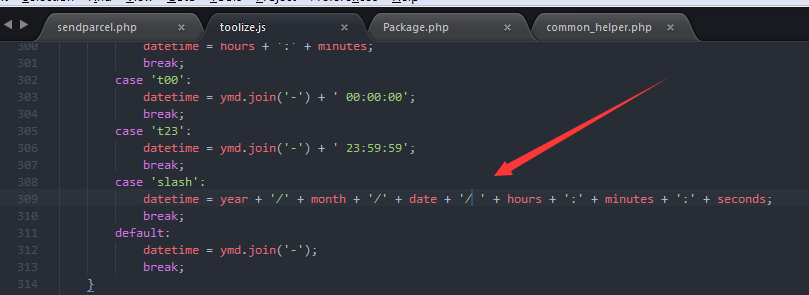 sendparcel.php × toolize.js × Package.php × common_helper.php ×
300 datetime = hours + ':' + minutes;
301 break;
302 case 't00':
303 datetime = ymd.join('-') + ' 00:00:00';
304 break;
305 case 't23':
306 datetime = ymd.join('-') + ' 23:59:59';
307 break;
308 case 'slash':
309 datetime = year + '/' + month + '/' + date + '/ ' + hours + ':' + minutes + ':' + seconds;
310 break;
311 default:
312 datetime = ymd.join('-');
313 break;
314 }